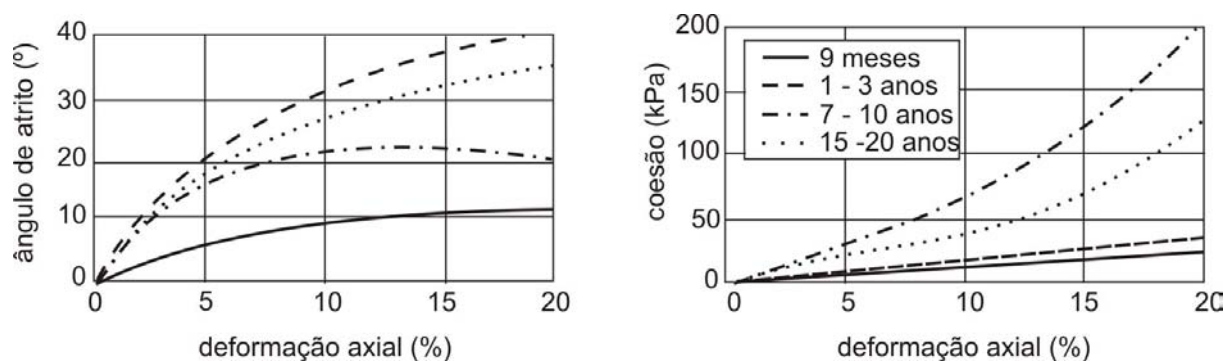 ângulo de atrito (º)
40
30
20
10
0
0 5 10 15 20
deformação axial (%)
coesão (kPa)
200
150
100
50
0
9 meses
1 - 3 anos
7 - 10 anos
15 -20 anos
0 5 10 15 20
deformação axial (%)